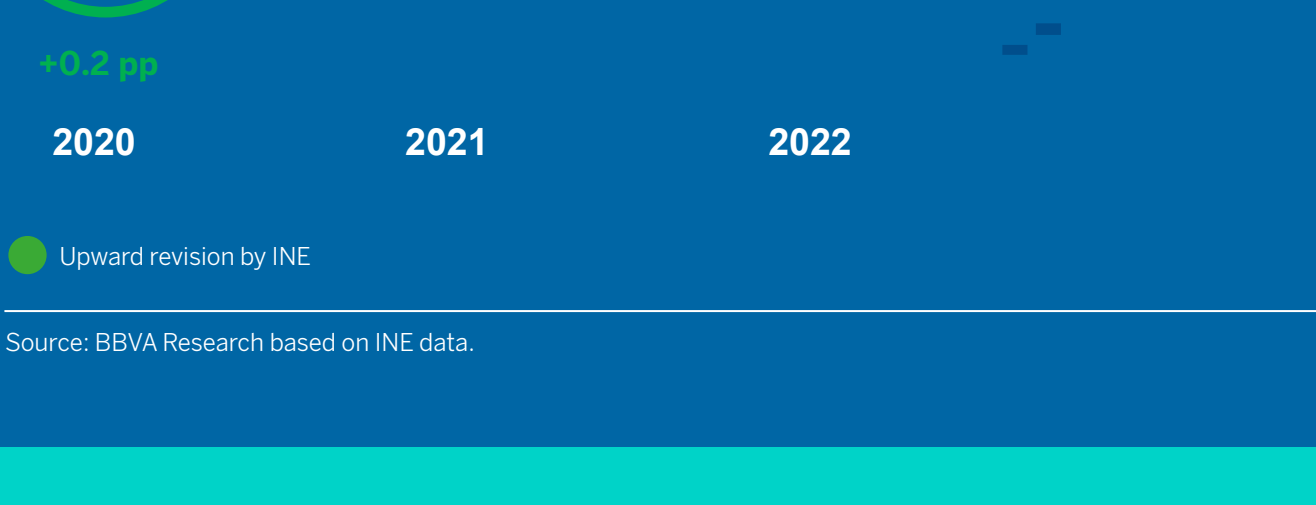 +0.2 pp
2020 2021 2022
Upward revision by INE
Source: BBVA Research based on INE data.